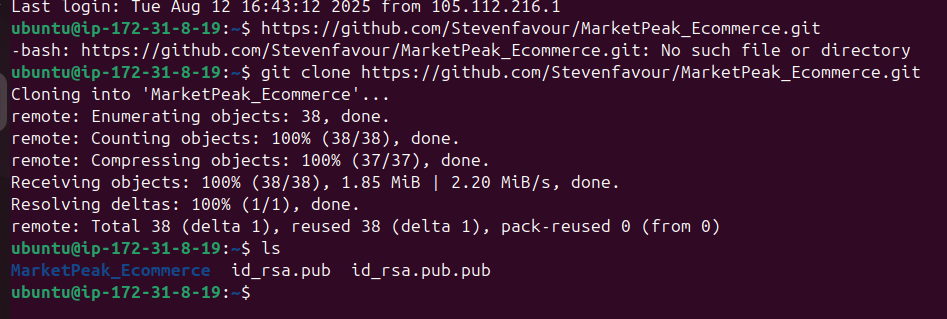 Last login: Tue Aug 12 16:43:12 2025 from 105.112.216.1
ubuntu@ip-172-31-8-19:~$ https://github.com/Stevenfavour/MarketPeak_Ecommerce.git
-bash: https://github.com/Stevenfavour/MarketPeak_Ecommerce.git: No such file or directory
ubuntu@ip-172-31-8-19:~$ git clone https://github.com/Stevenfavour/MarketPeak_Ecommerce.git
Cloning into 'MarketPeak_Ecommerce'...
remote: Enumerating objects: 38, done.
remote: Counting objects: 100% (38/38), done.
remote: Compressing objects: 100% (37/37), done.
Receiving objects: 100% (38/38), 1.85 MiB | 2.20 MiB/s, done.
Resolving deltas: 100% (1/1), done.
remote: Total 38 (delta 1), reused 38 (delta 1), pack-reused 0 (from 0)
ubuntu@ip-172-31-8-19:~$ ls
MarketPeak_Ecommerce  id_rsa.pub  id_rsa.pub.pub
ubuntu@ip-172-31-8-19:~$